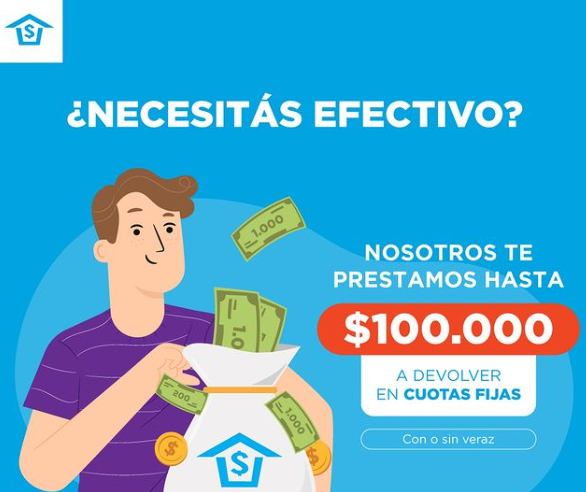 $
¿NECESITÁS EFECTIVO?
1.000
NOSOTROS TE
PRESTAMOS HASTA
$100.000
A DEVOLVER
EN CUOTAS FIJAS
Con o sin veraz
1.0
200
1.000
$
$
$